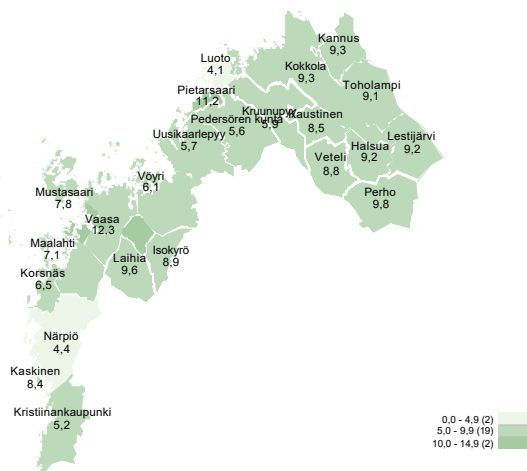 Kannus
9,3
Luoto
4,1
Kokkola
9,3
Toholampi
9,1
Pietarsaari
11,2
Kruunupyy
5,9
Kaustinen
8,5
Pedersören kunta
5,6
Uusikaarlepyy
5,7
Lestijärvi
9,2
Halsua
9,2
Veteli
8,8
Vöyri
6,1
Perho
9,8
Mustasaari
7,8
Vaasa
12,3
Maalahti
7,1
Isokyrö
8,9
Laihia
9,6
Korsnäs
6,5
Närpiö
4,4
Kaskinen
8,4
Kristiinankaupunki
5,2
0,0 - 4,9 (2)
5,0 - 9,9 (19)
10,0 - 14,9 (2)